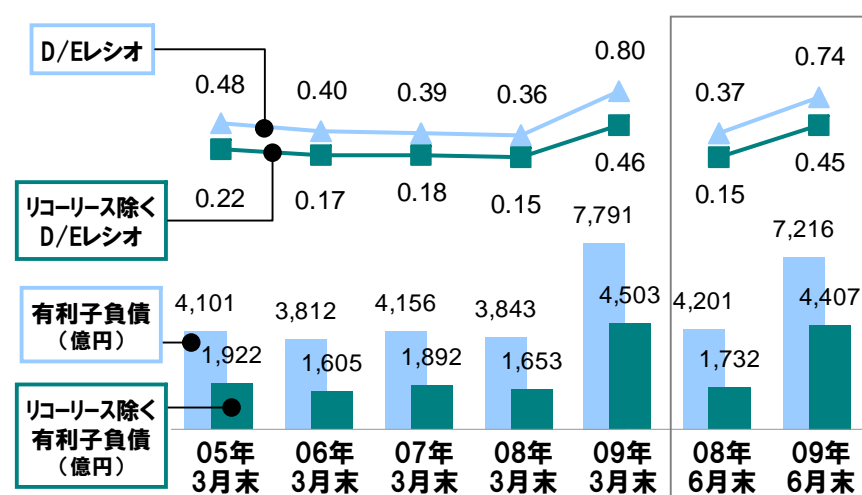 D/Eレシオ
0.48
0.40
0.39
0.36
0.80
0.37
0.74
0.22
0.17
0.18
0.15
0.46
0.15
0.45
リコーリース除く
D/Eレシオ
7,791
7,216
有利子負債
（億円）
4,101
3,812
4,156
3,843
4,503
4,201
4,407
1,922
1,605
1,892
1,653
1,732
リコーリース除く
有利子負債
（億円）
05年
3月末
06年
3月末
07年
3月末
08年
3月末
09年
3月末
08年
6月末
09年
6月末